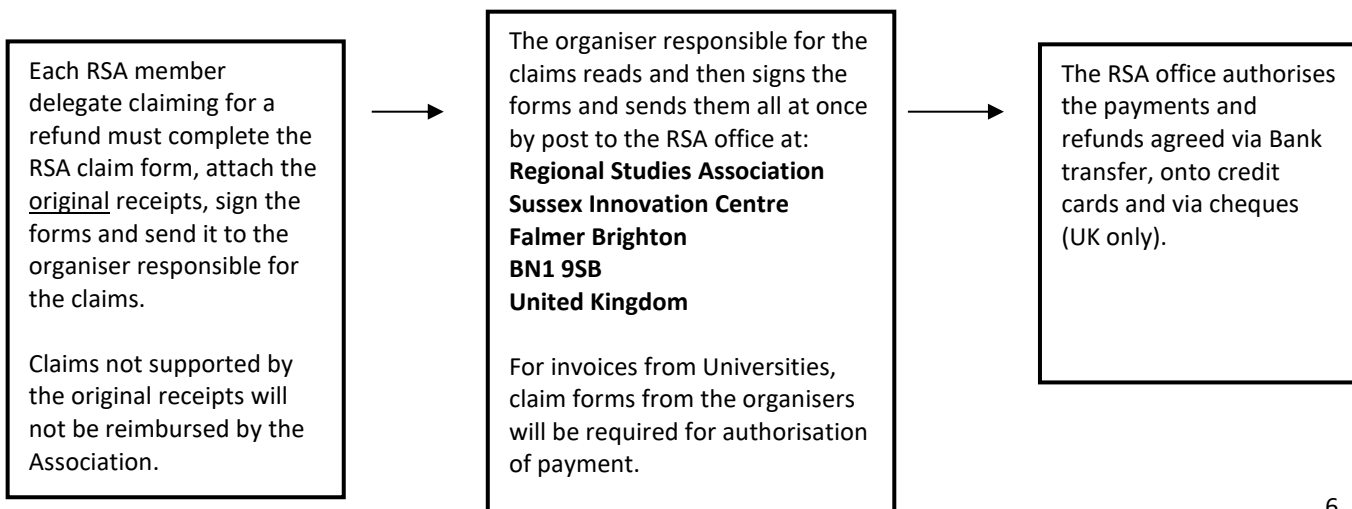 Each RSA member
delegate claiming for a
refund must complete the
RSA claim form, attach the
original receipts, sign the
forms and send it to the
organiser responsible for
the claims.
Claims not supported by
the original receipts will
not be reimbursed by the
Association.
The organiser responsible for the
claims reads and then signs the
forms and sends them all at once
by post to the RSA office at:
Regional Studies Association
Sussex Innovation Centre
Falmer Brighton
BN1 9SB
United Kingdom
For invoices from Universities,
claim forms from the organisers
will be required for authorisation
of payment.
The RSA office authorises
the payments and
refunds agreed via Bank
transfer, onto credit
cards and via cheques
(UK only).
6